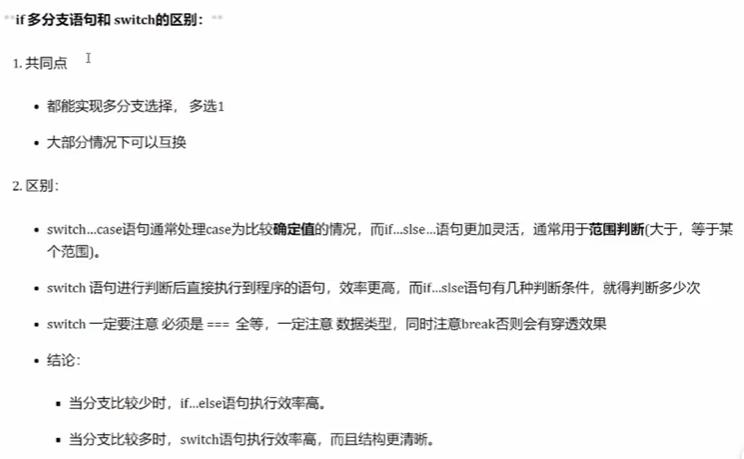 **if 多分支语句和 switch的区别：**
1. 共同点
• 都能实现多分支选择， 多选1
• 大部分情况下可以互换
2. 区别：
• switch…case语句通常处理case为比较确定值的情况，而if…slse…语句更加灵活，通常用于范围判断(大于，等于某
个范围)。
• switch 语句进行判断后直接执行到程序的语句，效率更高，而if…slse语句有几种判断条件，就得判断多少次
• switch 一定要注意 必须是 === 全等，一定注意 数据类型，同时注意break否则会有穿透效果
• 结论：
▪ 当分支比较少时，if…else语句执行效率高。
▪ 当分支比较多时，switch语句执行效率高，而且结构更清晰。